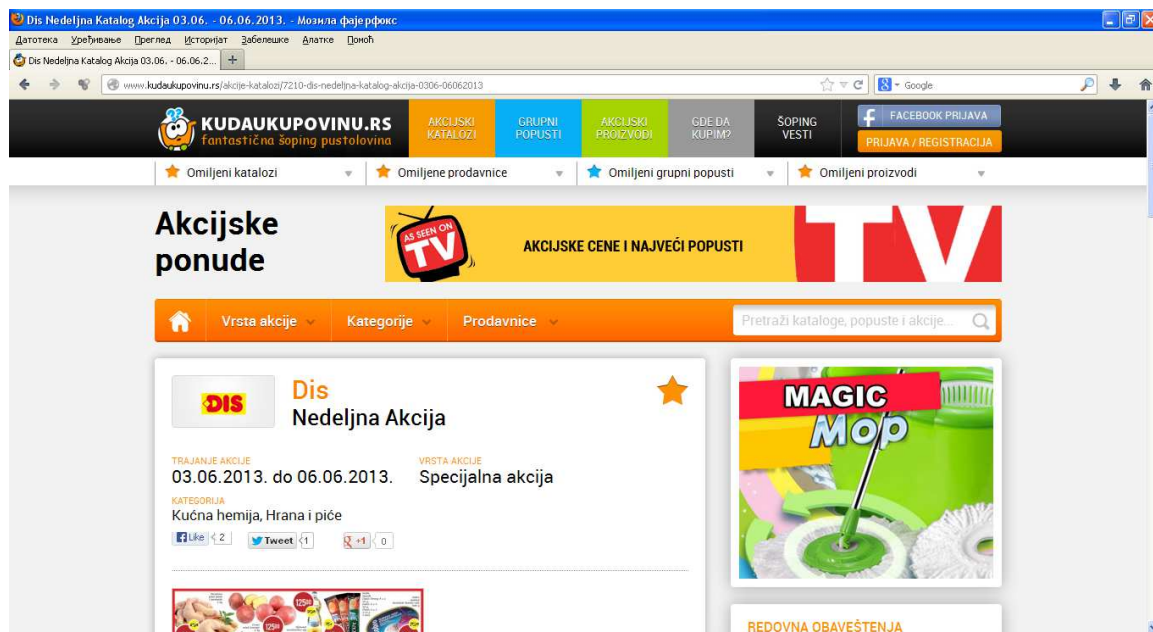 Dis Nedeljna Katalog Akcija 03.06. - 06.06.2013. - Мозила фајерфокс
Датотека Уређивање Преглед Историјат Забелешке Алатке Помоћ
Dis Nedeljna Katalog Akcija 03.06. - 06.06.2... +
www.kudaukupovinu.rs/akcije-katalozi/7210-dis-nedeljna-katalog-akcija-0306-06062013
Google
KUDAUKUPOVINU.RS
fantastična šoping pustolovina
AKCIJSKI KATALOZI
GRUPNI POPUSTI
AKCIJSKI PROIZVODI
GDE DA KUPIM?
ŠOPING VESTI
FACEBOOK PRIJAVA
PRIJAVA / REGISTRACIJA
Omiljeni katalozi Omiljene prodavnice Omiljeni grupni popusti Omiljeni proizvodi
Akcijske
ponude
AS SEEN ON
TV
AKCIJSKE CENE I NAJVEĆI POPUSTI
TV
Vrsta akcije Kategorije Prodavnice Pretraži kataloge, popuste i akcije...
DIS
Dis
Nedeljna Akcija
TRAJANJE AKCIJE VRSTA AKCIJE
03.06.2013. do 06.06.2013. Specijalna akcija
KATEGORIJA
Kućna hemija, Hrana i piće
Like 2 Tweet 1 +1 0
MAGIC
Mop
REDOVNA OBAVEŠTENJA